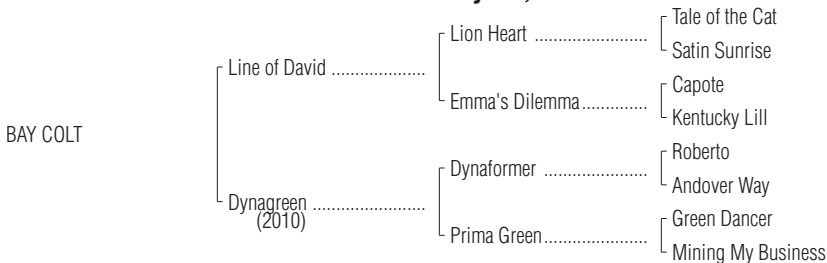 Tale of the Cat
Lion Heart ........................
Satin Sunrise
Line of David ....................
Capote
Emma's Dilemma..............
Kentucky Lill
BAY COLT
Roberto
Dynaformer ......................
Andover Way
Dynagreen ........................
(2010)
Green Dancer
Prima Green......................
Mining My Business